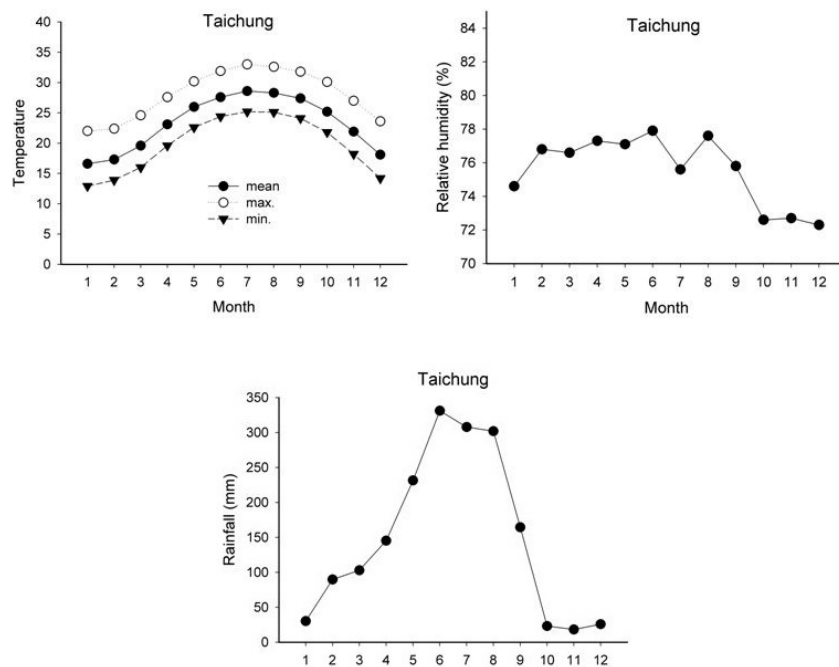 Taichung
40
35
30
25
20
15
10
5
0
Temperature
mean
max.
min.
1 2 3 4 5 6 7 8 9 10 11 12
Month
Taichung
84
82
80
78
76
74
72
70
Relative humidity (%)
1 2 3 4 5 6 7 8 9 10 11 12
Month
Taichung
350
300
250
200
150
100
50
0
Rainfall (mm)
1 2 3 4 5 6 7 8 9 10 11 12